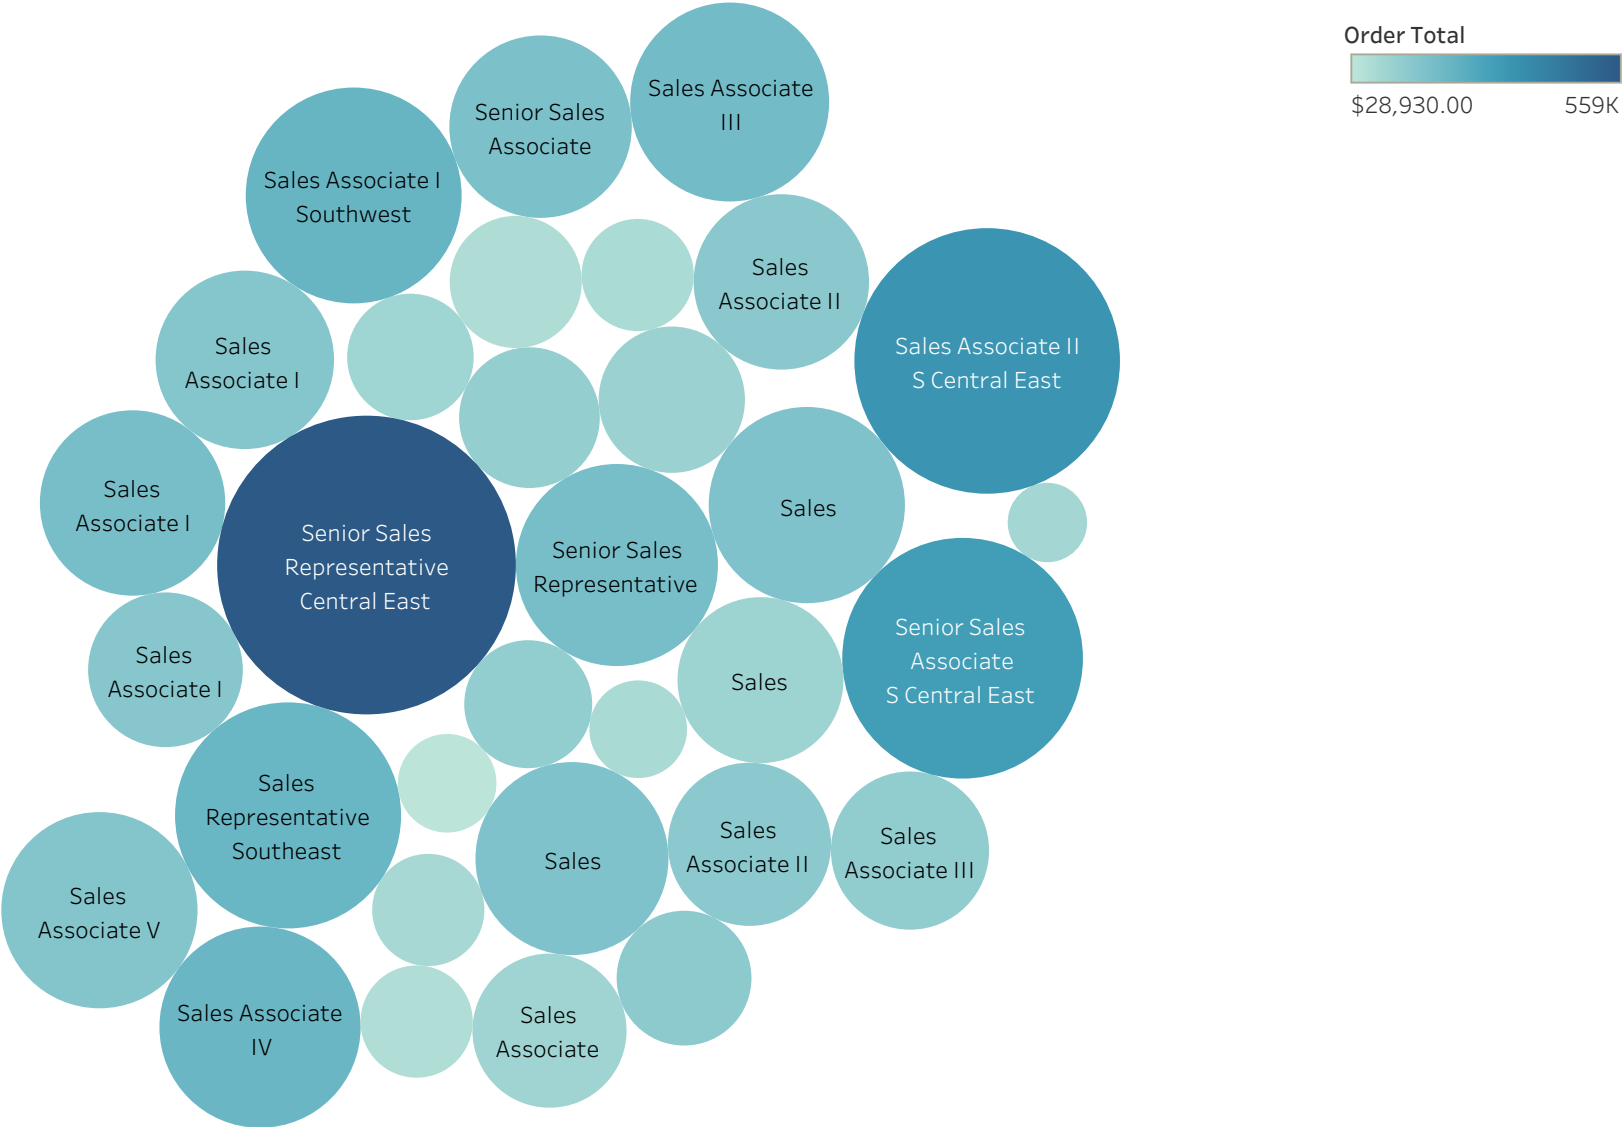 Order Total
$28,930.00
559K
Sales Associate
III
Senior Sales
Associate
Sales Associate I
Southwest
Sales
Associate II
Sales Associate II
S Central East
Sales
Associate I
Sales
Associate I
Senior Sales
Representative
Central East
Senior Sales
Representative
Sales
Sales
Associate I
Sales
Senior Sales
Associate
S Central East
Sales
Representative
Southeast
Sales
Sales
Associate II
Sales
Associate III
Sales
Associate V
Sales Associate
IV
Sales
Associate